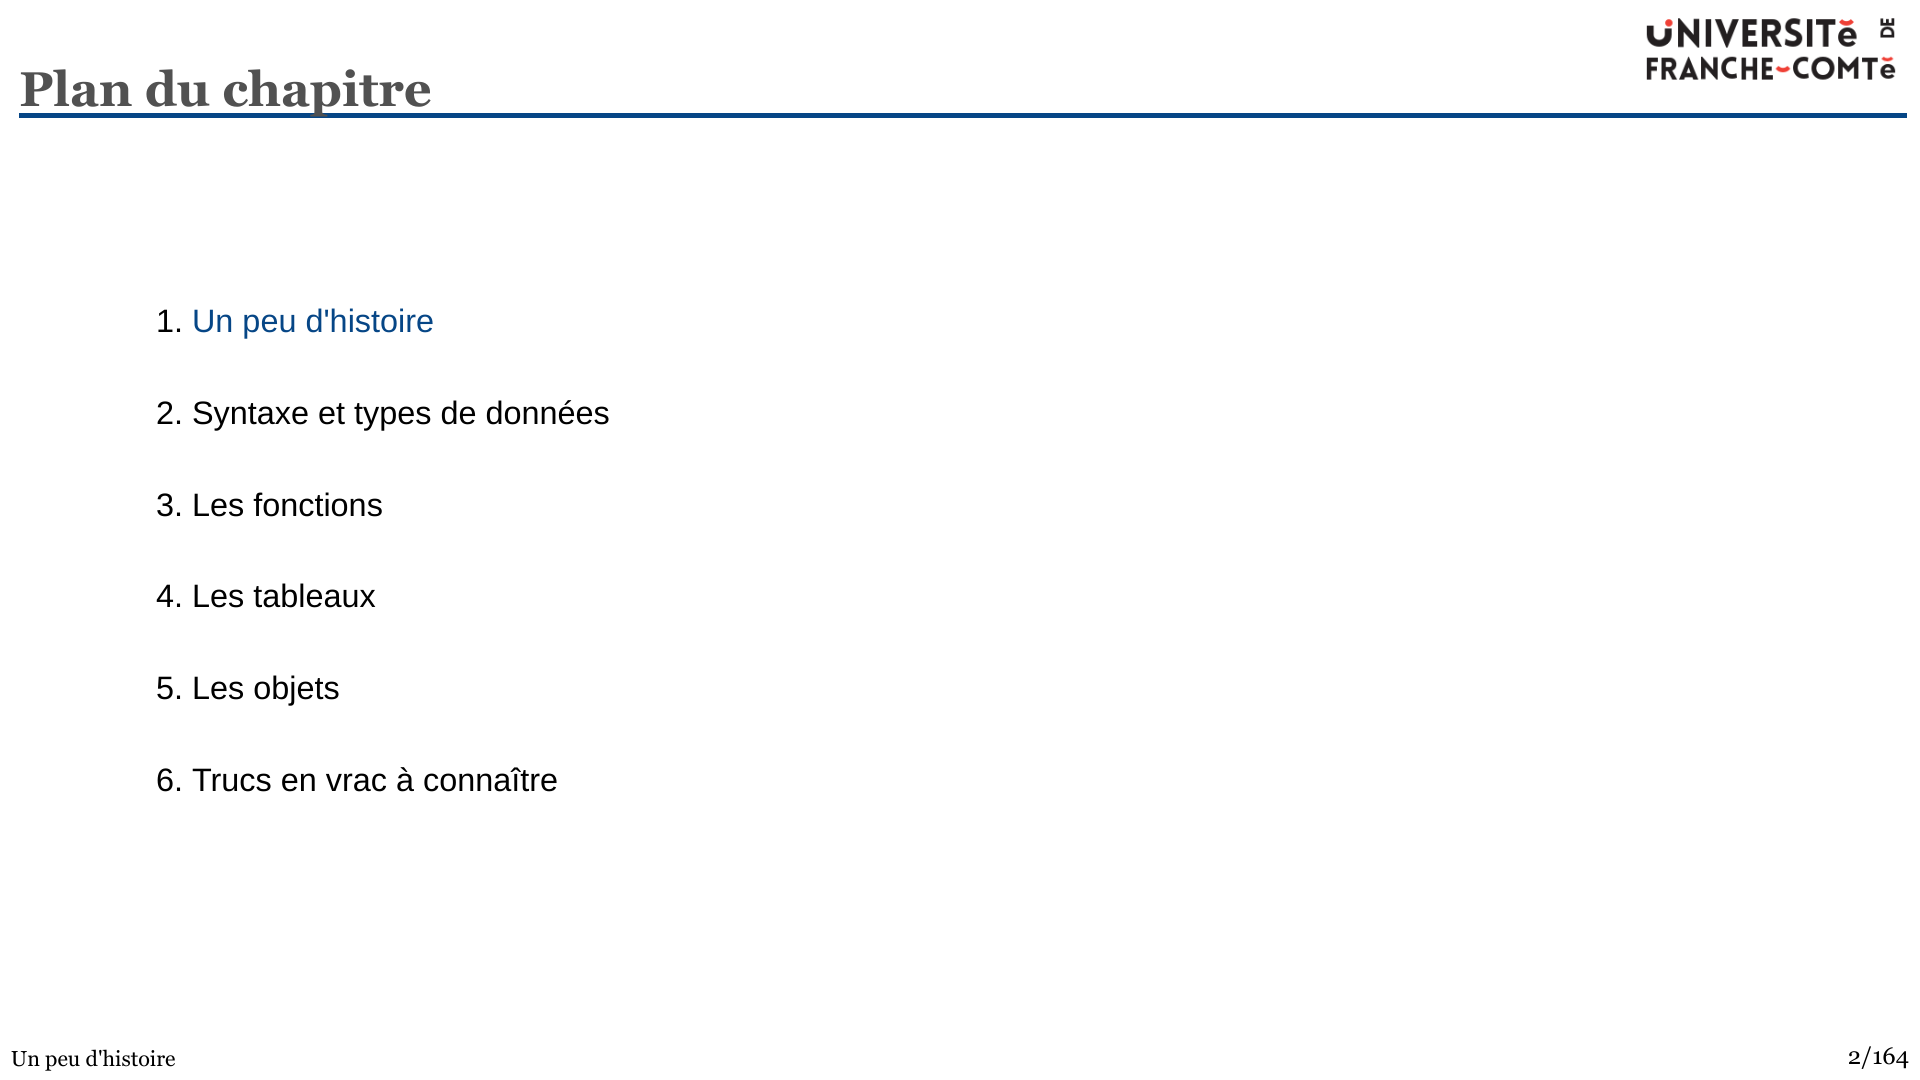 UNIVERSITé DE
FRANCHE-COMTé
Plan du chapitre
1. Un peu d'histoire
2. Syntaxe et types de données
3. Les fonctions
4. Les tableaux
5. Les objets
6. Trucs en vrac à connaître
Un peu d'histoire
2/164